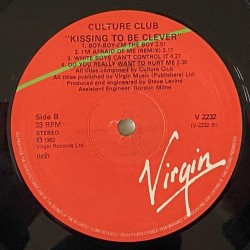 CULTURE CLUB
"KISSING TO BE CLEVER"
1. BOY-BOY-I'M THE BOY 3.51
2. I'M AFRAID OF ME (REMIX) 3.17
3. WHITE BOYS CAN'T CONTROL IT 4
4. DO YOU REALLY WANT TO HURT ME 3.36
All titles composed by Culture Club
All titles published by Virgin Music (Publishers) Ltd
Produced and engineered by Steve Levine
Assistant Engineer: Gordon Milne
Side B
33 RPM
STEREO
℗ 1982
Virgin Records Ltd.
V 2232
(V-2232 B)
Virgin